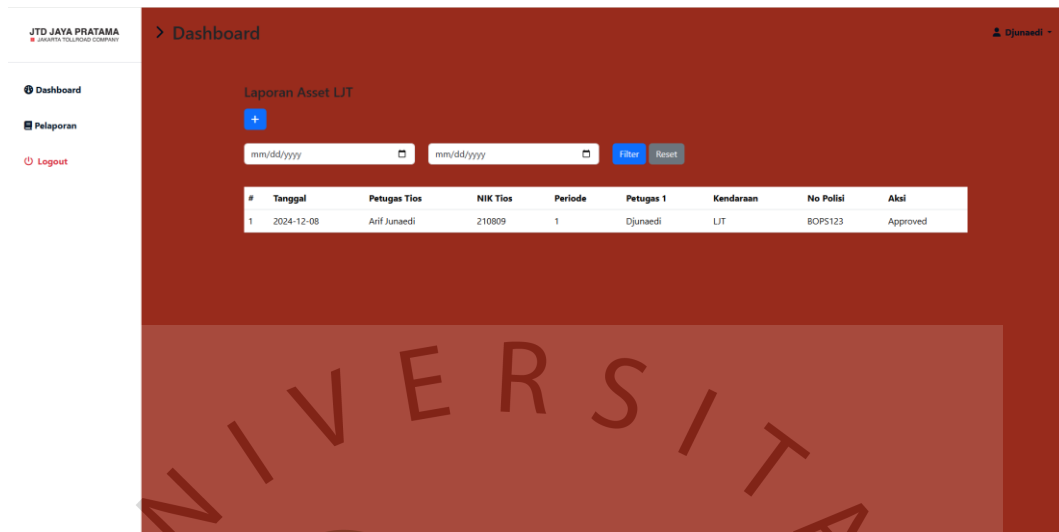 JTD JAYA PRATAMA
JAKARTA TOLLROAD COMPANY
Dashboard
Djunaedi
Dashboard
Pelaporan
Logout
Laporan Asset LJT
+
mm/dd/yyyy mm/dd/yyyy Filter Reset
# Tanggal Petugas Tios NIK Tios Periode Petugas 1 Kendaraan No Polisi Aksi
1 2024-12-08 Arif Junaedi 210809 1 Djunaedi LJT BOPS123 Approved
NIVERSITA